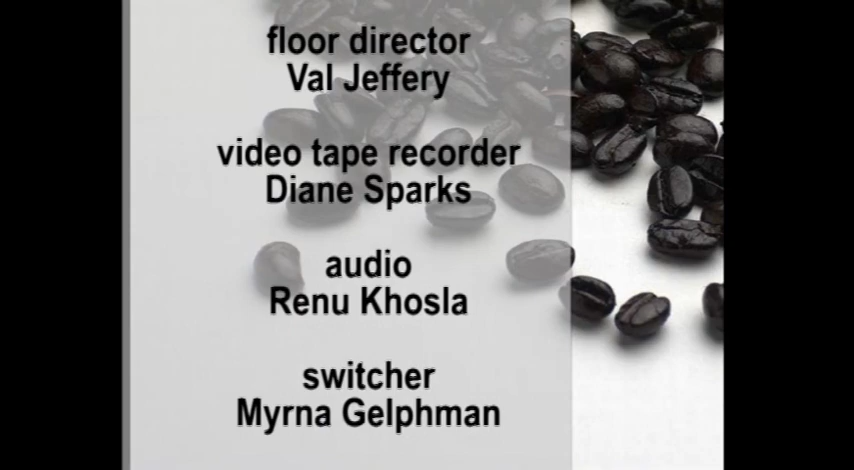 floor director
Val Jeffery
video tape recorder
Diane Sparks
audio
Renu Khosla
switcher
Myrna Gelphman